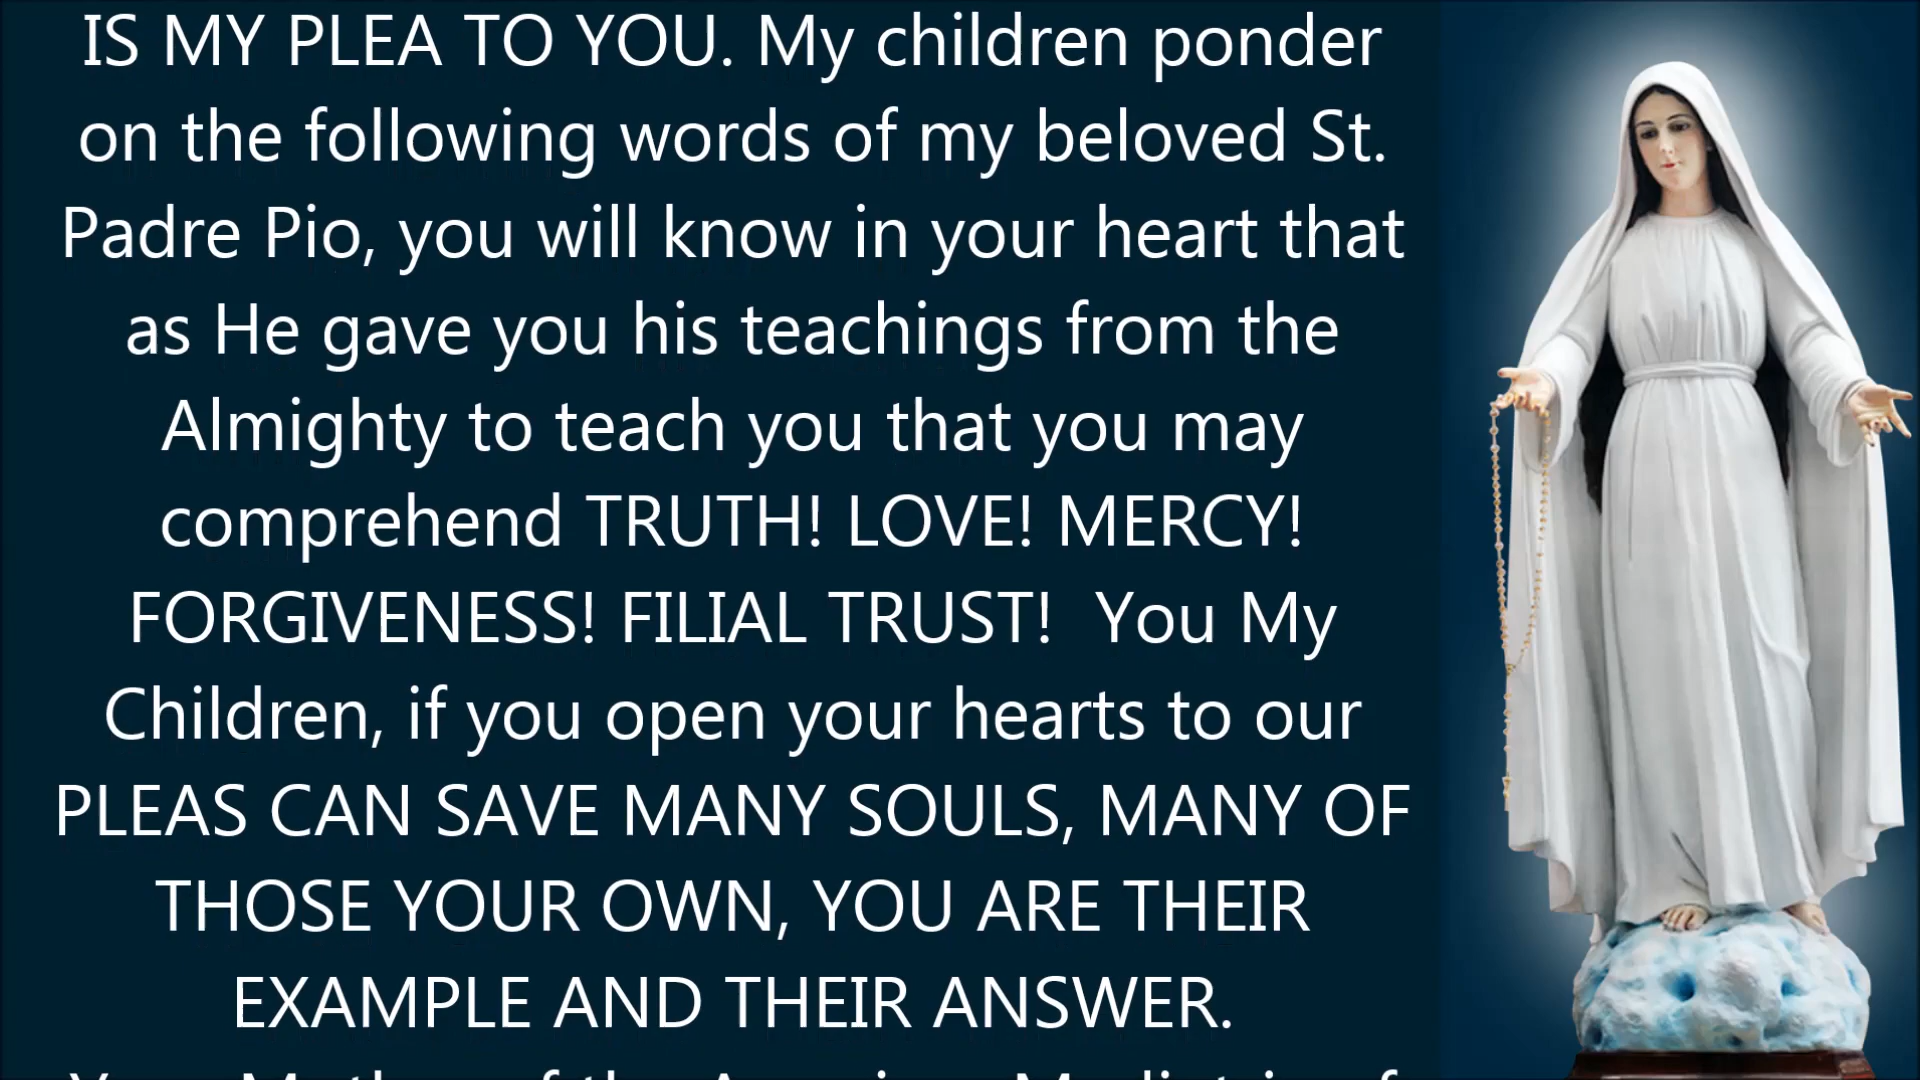 IS MY PLEA TO YOU. My children ponder
on the following words of my beloved St.
Padre Pio, you will know in your heart that
as He gave you his teachings from the
Almighty to teach you that you may
comprehend TRUTH! LOVE! MERCY!
FORGIVENESS! FILIAL TRUST!  You My
Children, if you open your hearts to our
PLEAS CAN SAVE MANY SOULS, MANY OF
THOSE YOUR OWN, YOU ARE THEIR
EXAMPLE AND THEIR ANSWER.